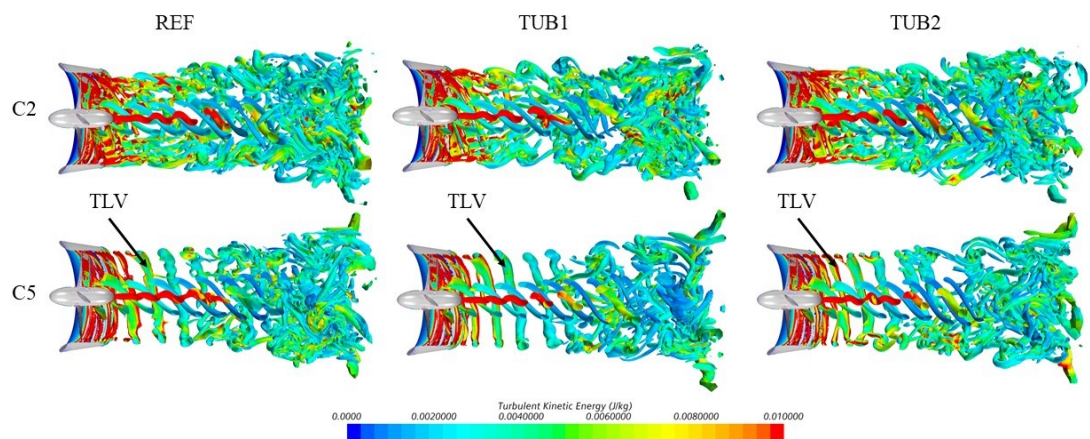 REF TUB1 TUB2
C2
TLV TLV TLV
C5
Turbulent Kinetic Energy (J/kg)
0.0000 0.0020000 0.0040000 0.0060000 0.0080000 0.010000